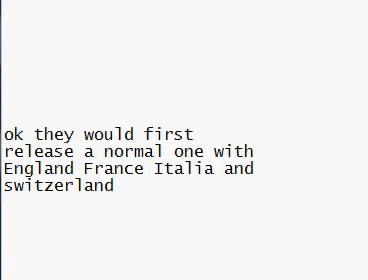 ok they would first
release a normal one with
England France Italia and
switzerland